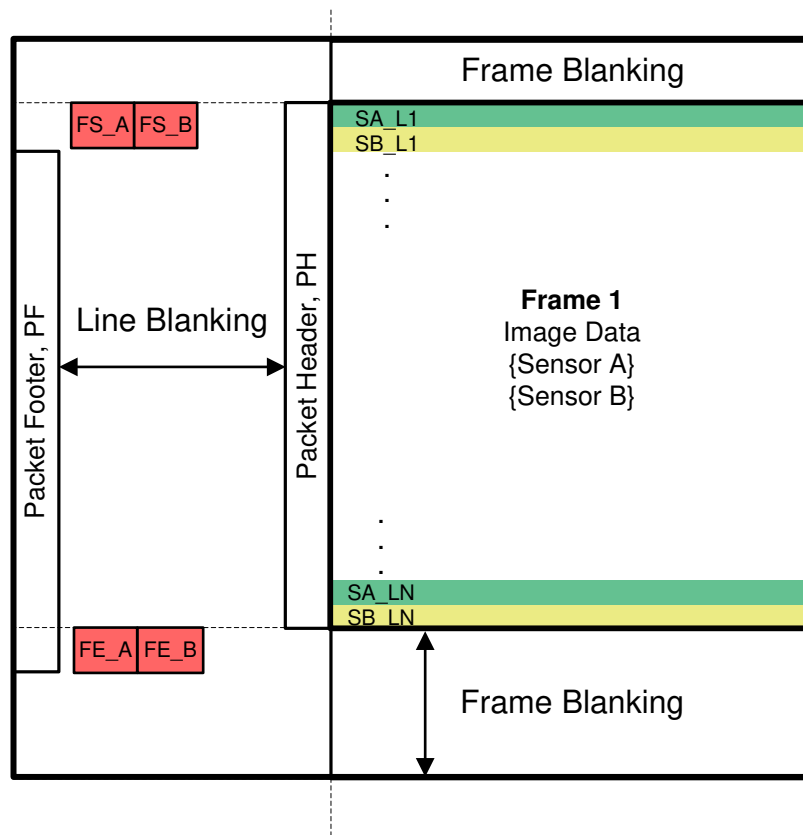 Frame Blanking
FS_A FS_B
SA_L1
SB_L1
.
.
.
Packet Footer, PF
Line Blanking
Packet Header, PH
Frame 1
Image Data
{Sensor A}
{Sensor B}
.
.
.
SA_LN
SB_LN
FE_A FE_B
Frame Blanking